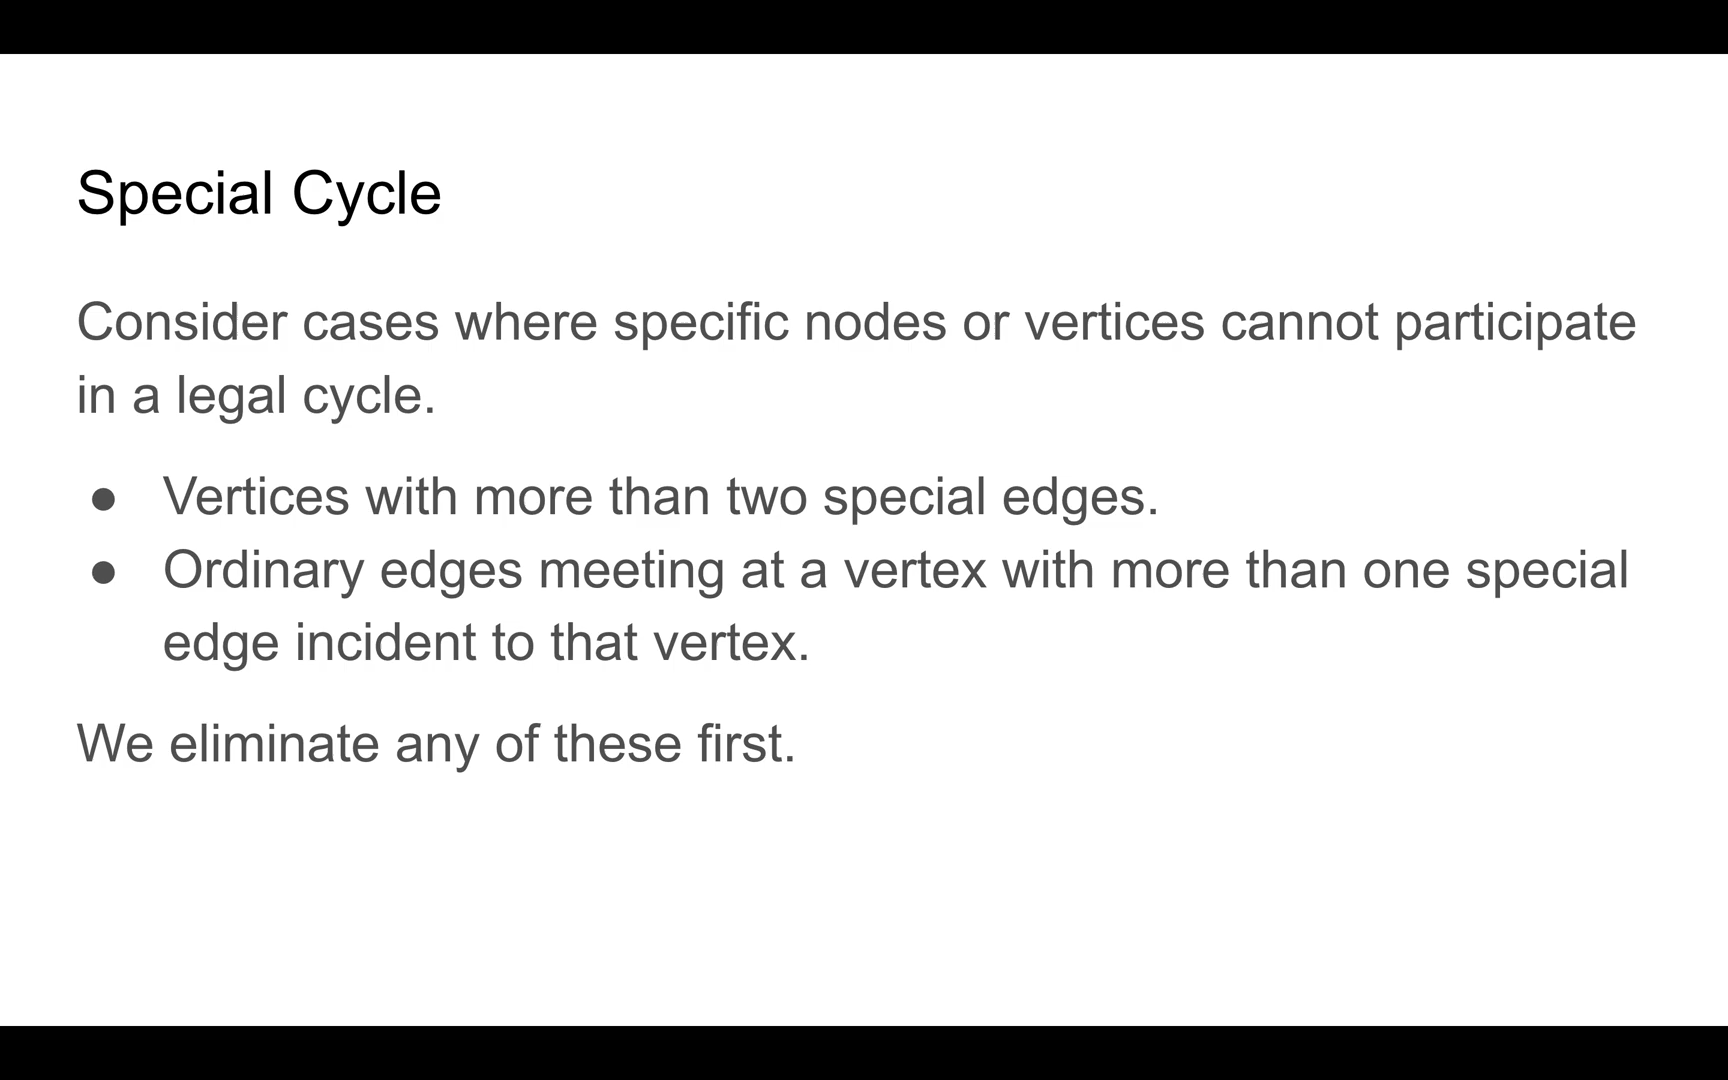 Special Cycle
Consider cases where specific nodes or vertices cannot participate
in a legal cycle.
● Vertices with more than two special edges.
● Ordinary edges meeting at a vertex with more than one special
edge incident to that vertex.
We eliminate any of these first.